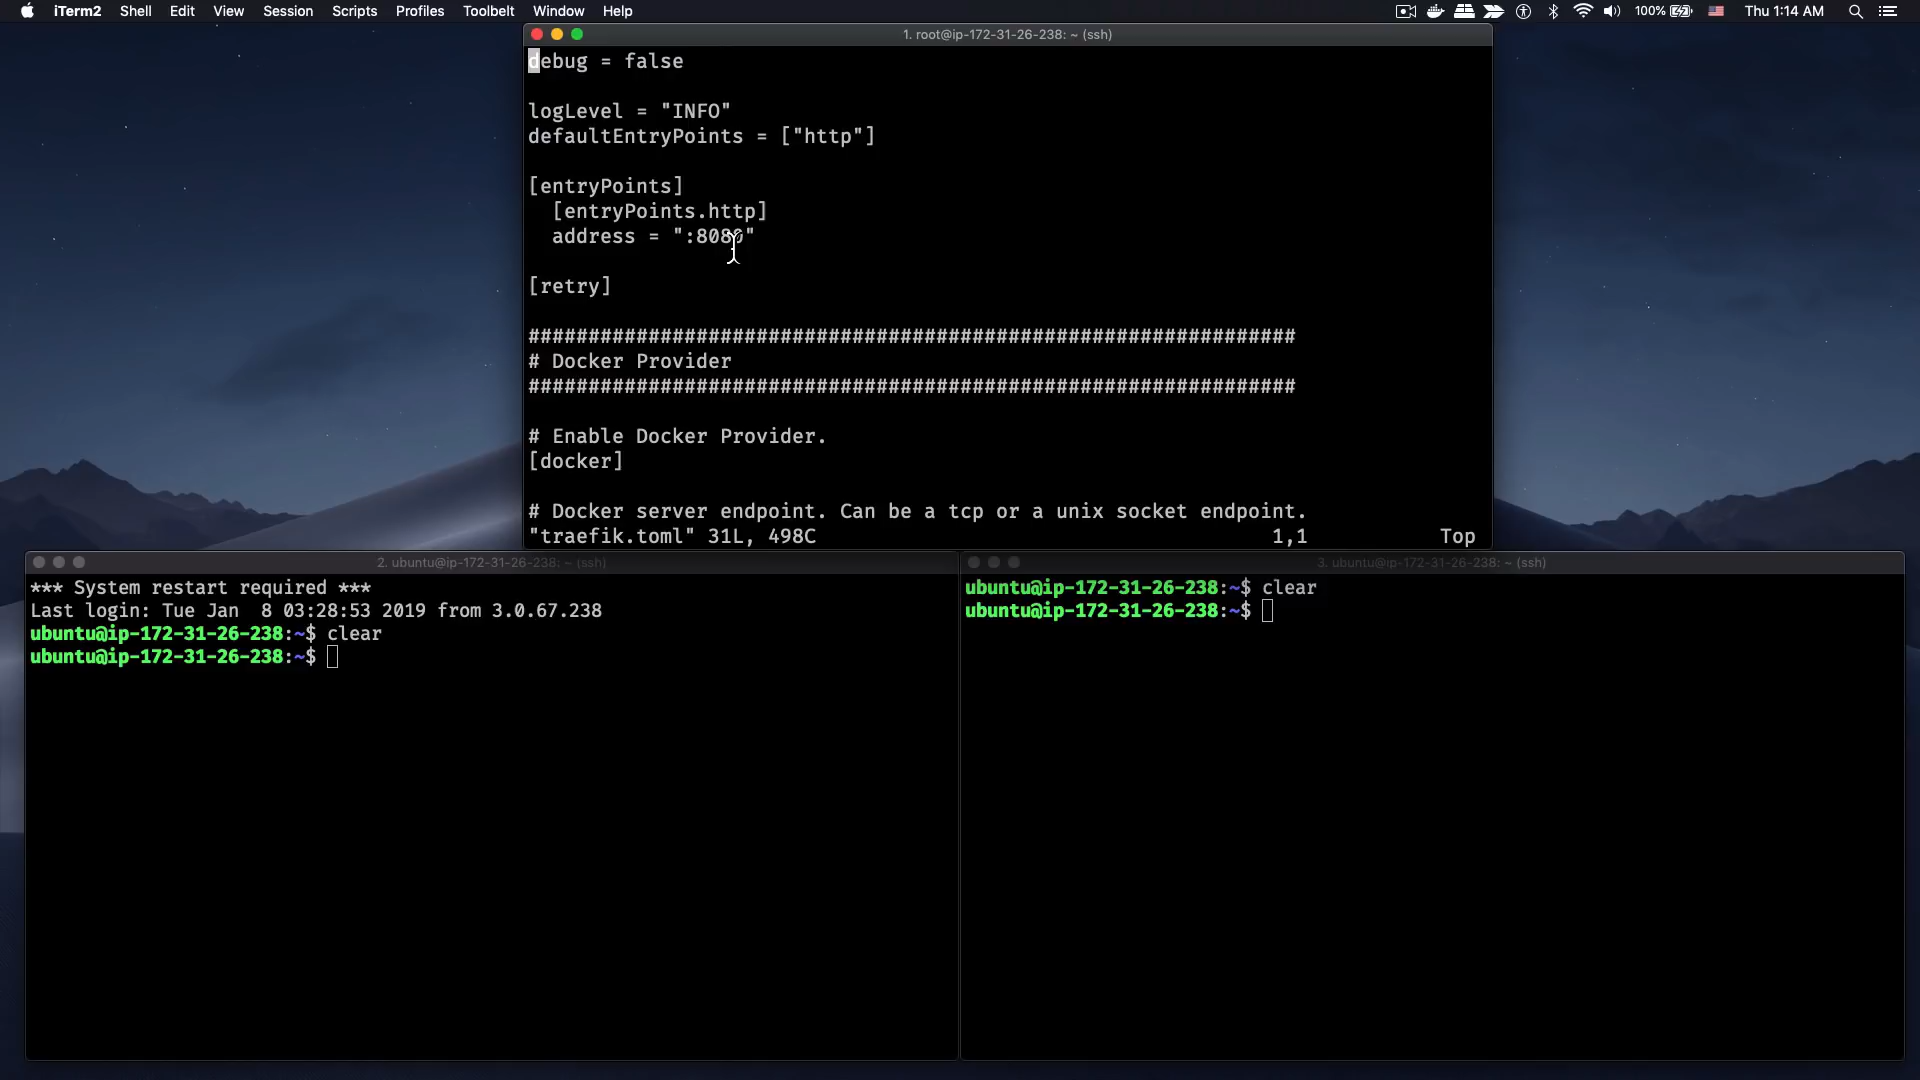 iTerm2 Shell Edit View Session Scripts Profiles Toolbelt Window Help 100% Thu 1:14 AM
1. root@ip-172-31-26-238: ~ (ssh)
debug = false
logLevel = "INFO"
defaultEntryPoints = ["http"]
[entryPoints]
[entryPoints.http]
address = ":8080"
[retry]
################################################################
# Docker Provider
################################################################
# Enable Docker Provider.
[docker]
# Docker server endpoint. Can be a tcp or a unix socket endpoint.
"traefik.toml" 31L, 498C 1,1 Top
2. ubuntu@ip-172-31-26-238: ~ (ssh)
*** System restart required ***
Last login: Tue Jan  8 03:28:53 2019 from 3.0.67.238
ubuntu@ip-172-31-26-238:~$ clear
ubuntu@ip-172-31-26-238:~$
3. ubuntu@ip-172-31-26-238: ~ (ssh)
ubuntu@ip-172-31-26-238:~$ clear
ubuntu@ip-172-31-26-238:~$